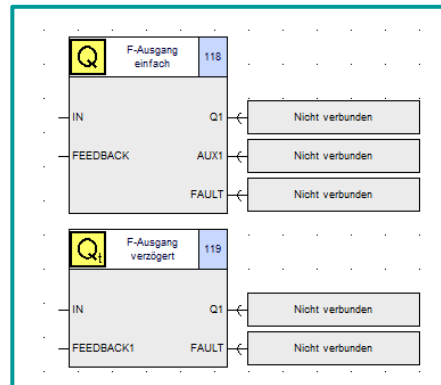 Q
F-Ausgang
einfach
118
IN
Q1
Nicht verbunden
FEEDBACK
AUX1
Nicht verbunden
FAULT
Nicht verbunden
Qt
F-Ausgang
verzögert
119
IN
Q1
Nicht verbunden
FEEDBACK1
FAULT
Nicht verbunden